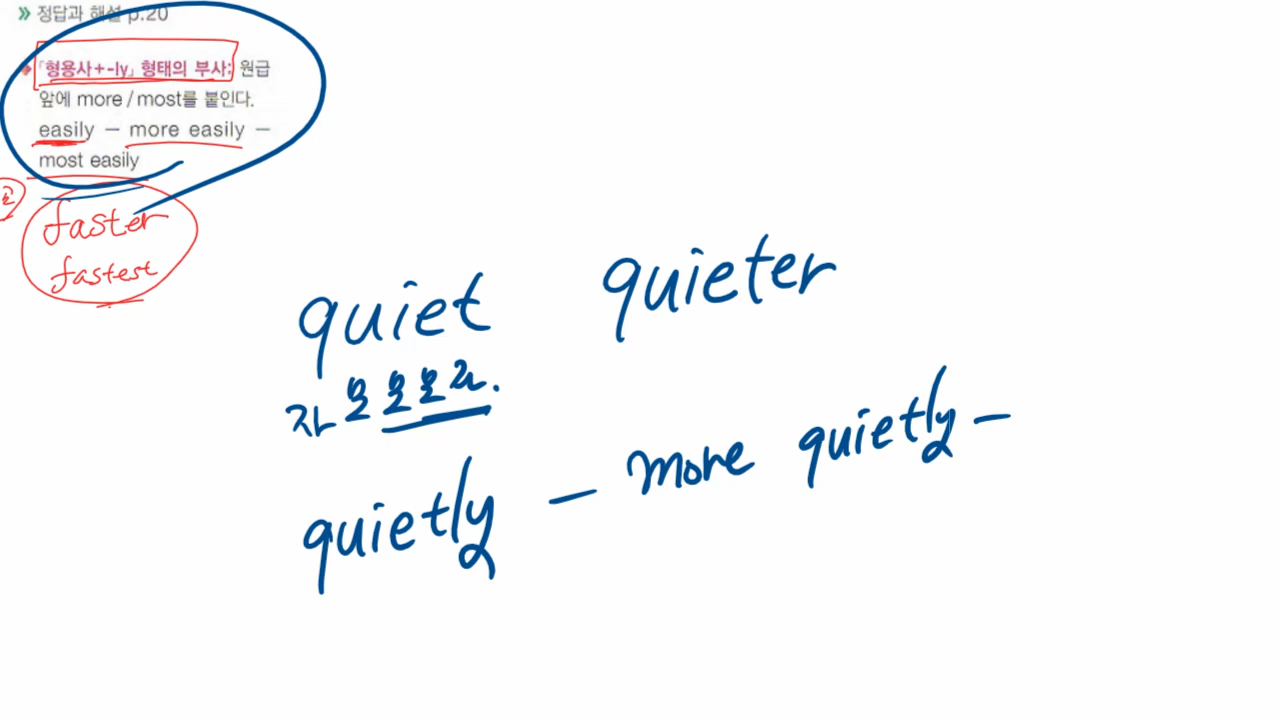 » 정답과 해설 p.20
「형용사+-ly」 형태의 부사: 원급
앞에 more / most를 붙인다.
easily – more easily –
most easily
faster
fastest
quiet quieter
자모모모자.
quietly – more quietly –